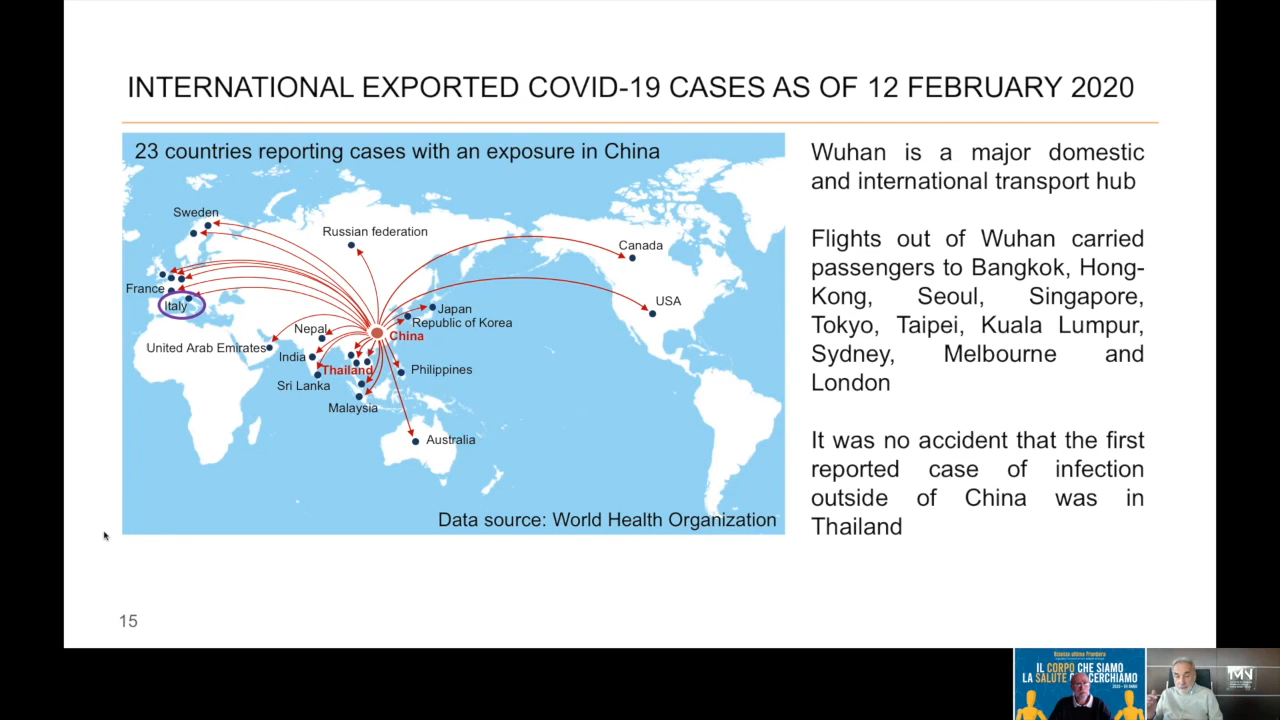 INTERNATIONAL EXPORTED COVID-19 CASES AS OF 12 FEBRUARY 2020
23 countries reporting cases with an exposure in China
Sweden
Russian federation
Canada
France
Italy
USA
Japan
Nepal
Republic of Korea
China
United Arab Emirates
India
Thailand
Philippines
Sri Lanka
Malaysia
Australia
Data source: World Health Organization
Wuhan is a major domestic
and international transport hub
Flights out of Wuhan carried
passengers to Bangkok, Hong-
Kong, Seoul, Singapore,
Tokyo, Taipei, Kuala Lumpur,
Sydney, Melbourne and
London
It was no accident that the first
reported case of infection
outside of China was in
Thailand
15
IL CORPO CHE SIAMO
LA SALUTE